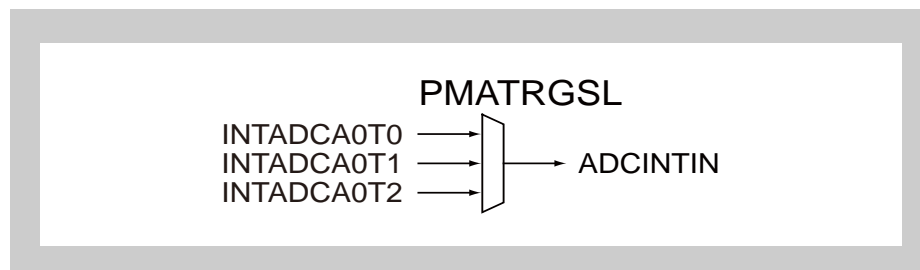 PMATRGSL
INTADCA0T0
INTADCA0T1
INTADCA0T2
ADCINTIN